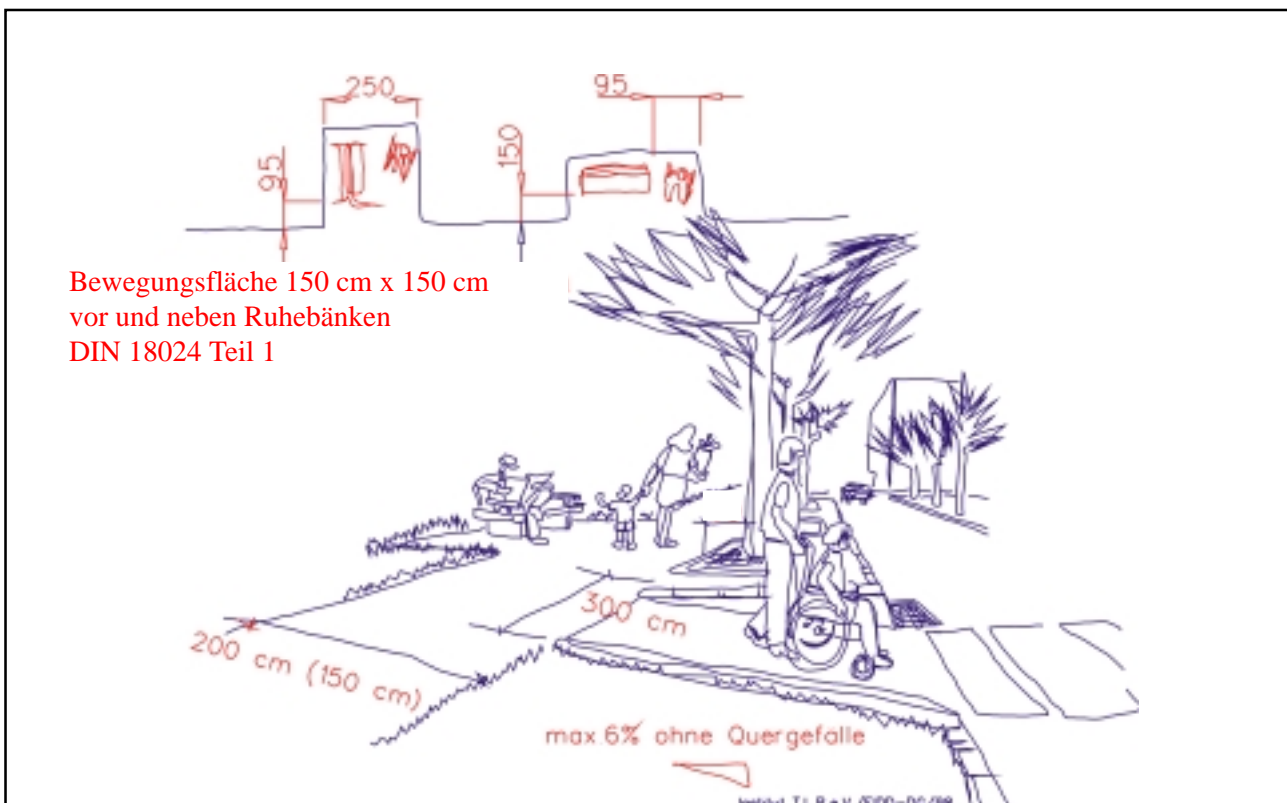 250
95
95
150
Bewegungsfläche 150 cm x 150 cm
vor und neben Ruhebänken
DIN 18024 Teil 1
300 cm
200 cm (150 cm)
max.6% ohne Quergefälle